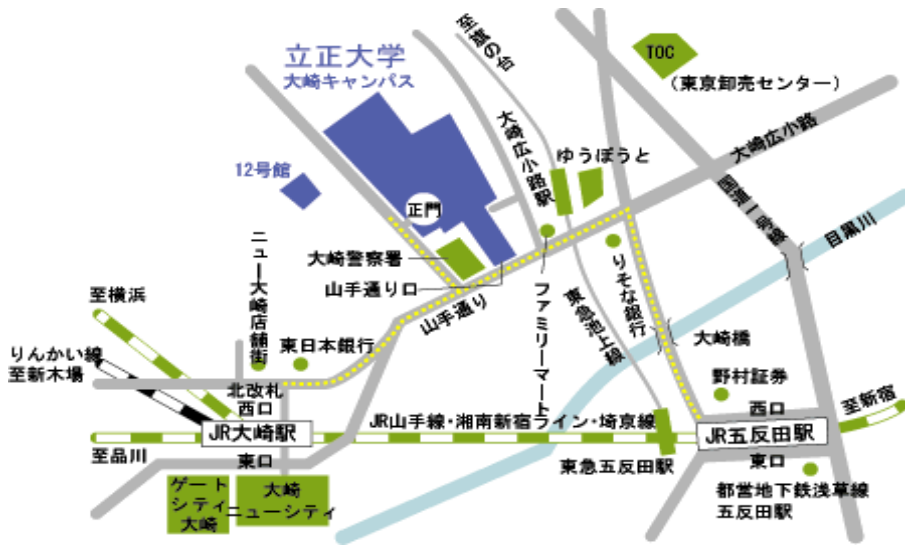 立正大学
大崎キャンパス
至旗の台
TOC
(東京卸売センター)
大崎広小路
大崎広小路駅
ゆうぽうと
12号館
正門
国道一号線
目黒川
ニュー大崎店舗街
大崎警察署
山手通り口
山手通り
ファミリーマート
東急池上線
りそな銀行
至横浜
りんかい線
至新木場
東日本銀行
大崎橋
野村証券
北改札
西口
西口
至新宿
JR大崎駅
JR山手線・湘南新宿ライン・埼京線
JR五反田駅
至品川
東口
東急五反田駅
東口
ゲート
シティ
大崎
大崎
ニューシティ
都営地下鉄浅草線
五反田駅